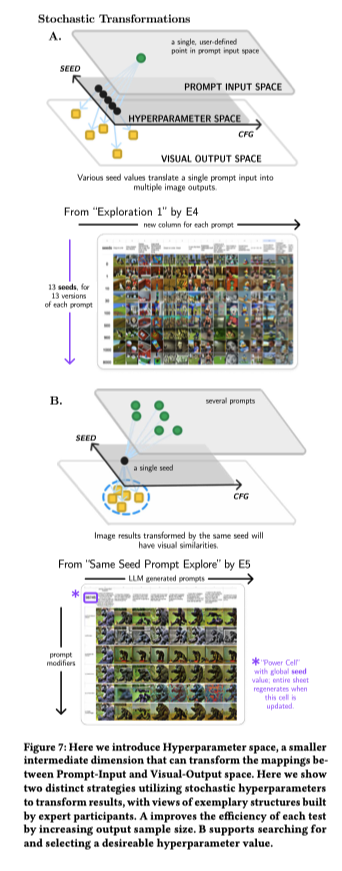 Stochastic Transformations
A.
a single, user-defined
point in prompt input space
SEED
PROMPT INPUT SPACE
HYPERPARAMETER SPACE
CFG
VISUAL OUTPUT SPACE
Various seed values translate a single prompt input into
multiple image outputs.
From "Exploration 1" by E4
new column for each prompt
13 seeds, for
13 versions
of each prompt
B.
several prompts
SEED
a single seed
CFG
Image results transformed by the same seed will
have visual similarities.
From "Same Seed Prompt Explore" by E5
LLM generated prompts
*
prompt
modifiers
*"Power Cell"
with global seed
value; entire sheet
regenerates when
this cell is
updated.
Figure 7: Here we introduce Hyperparameter space, a smaller
intermediate dimension that can transform the mappings be-
tween Prompt-Input and Visual-Output space. Here we show
two distinct strategies utilizing stochastic hyperparameters
to transform results, with views of exemplary structures built
by expert participants. A improves the efficiency of each test
by increasing output sample size. B supports searching for
and selecting a desireable hyperparameter value.